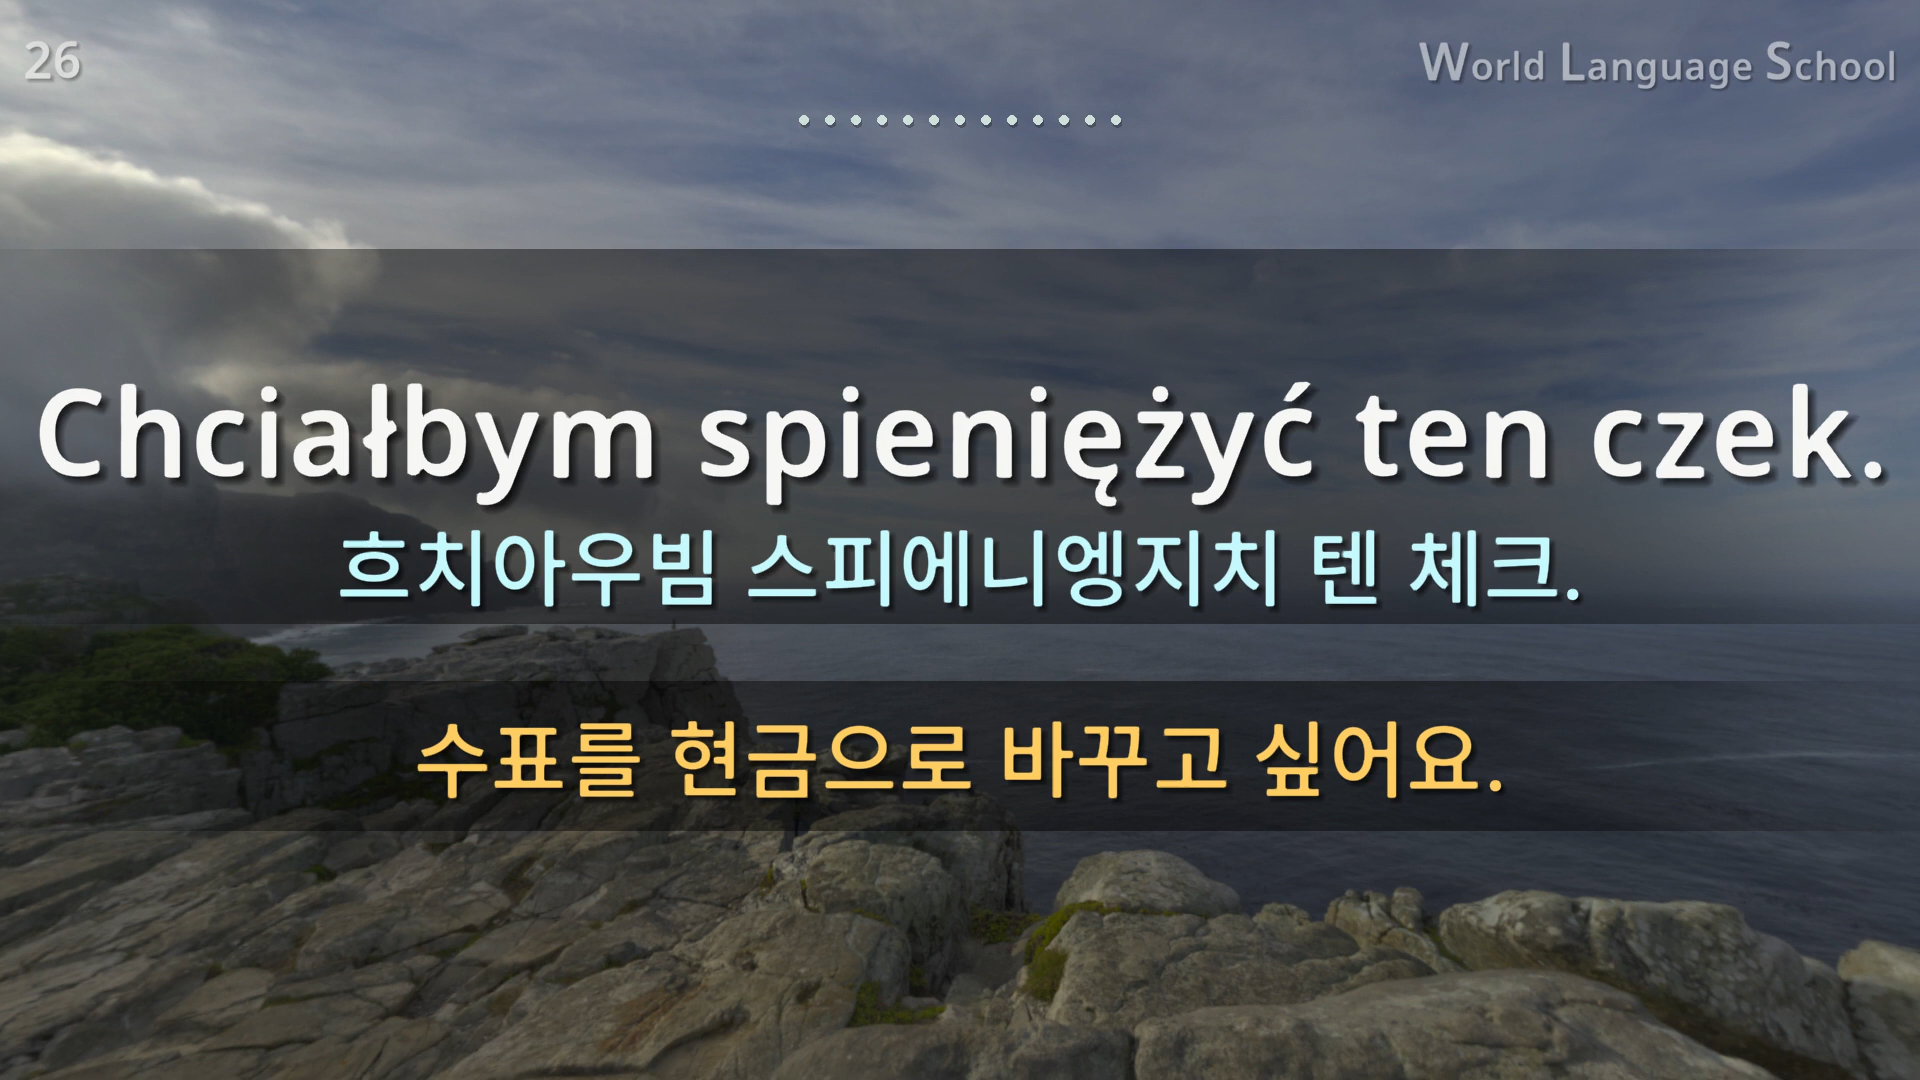 26
World Language School
Chciałbym spieniężyć ten czek.
흐치아우빔 스피에니엥지치 텐 체크.
수표를 현금으로 바꾸고 싶어요.